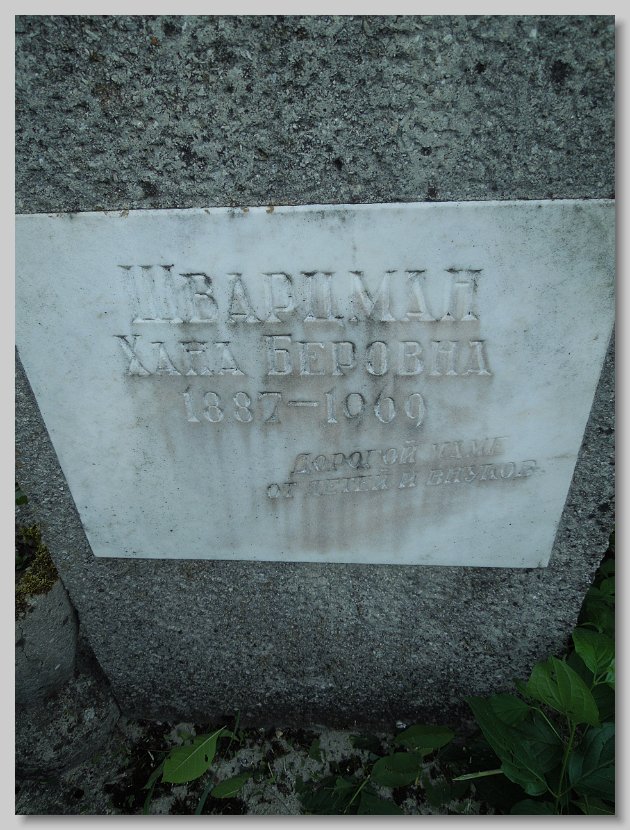 Шварцман
Хана Беровна
1887-1969
дорогой маме
от детей и внуков